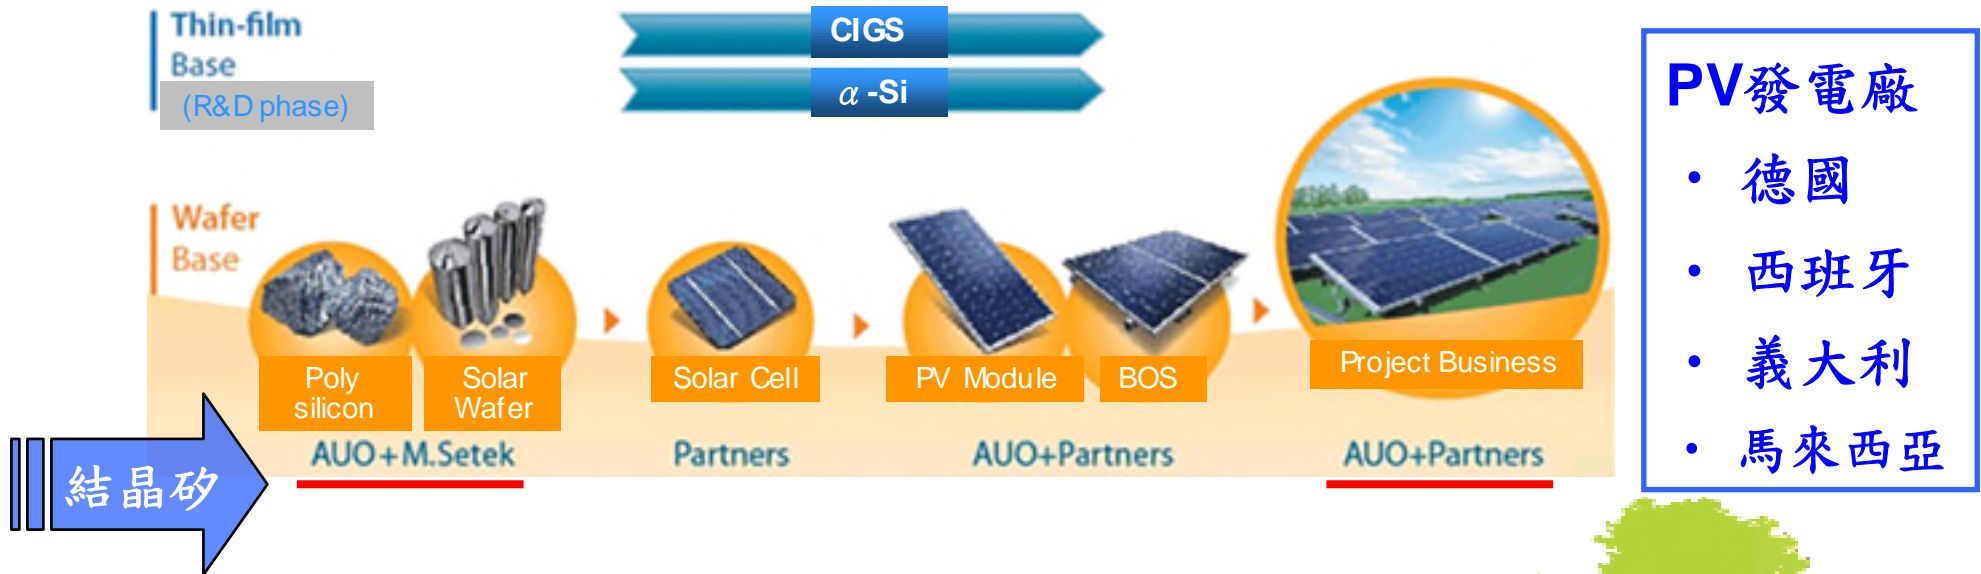 Thin-film
Base
(R&D phase)
CIGS
α-Si
Wafer
Base
Poly
silicon
Solar
Wafer
Solar Cell
PV Module
BOS
Project Business
AUO+M.Setek
Partners
AUO+Partners
AUO+Partners
結晶矽
PV發電廠
• 德國
• 西班牙
• 義大利
• 馬來西亞